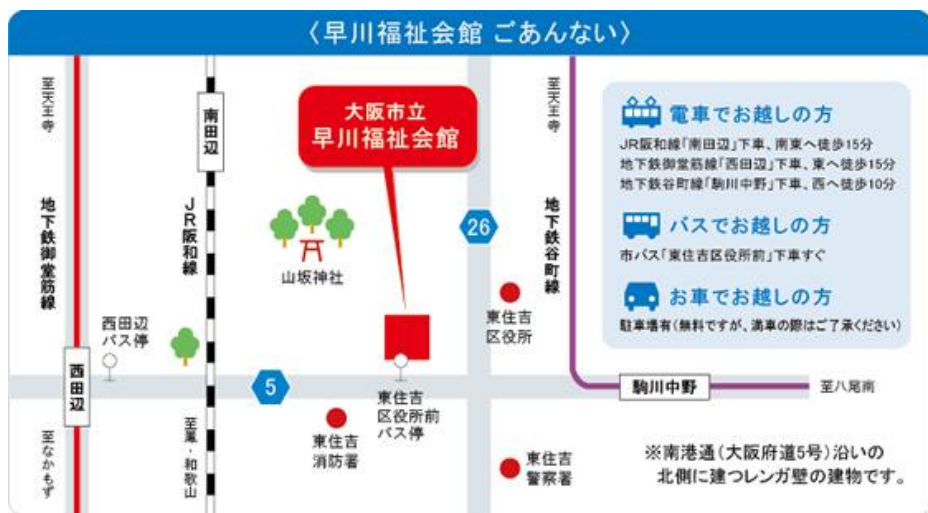 〈早川福祉会館 ごあんない〉
至天王寺
地下鉄御堂筋線
西田辺
至なかもず
西田辺
バス停
南田辺
JR阪和線
至鳳・和歌山
大阪市立
早川福祉会館
山坂神社
5
26
東住吉
消防署
東住吉
区役所前
バス停
東住吉
区役所
東住吉
警察署
至天王寺
地下鉄谷町線
駒川中野
至八尾南
電車でお越しの方
JR阪和線「南田辺」下車、南東へ徒歩15分
地下鉄御堂筋線「西田辺」下車、東へ徒歩15分
地下鉄谷町線「駒川中野」下車、西へ徒歩10分
バスでお越しの方
市バス「東住吉区役所前」下車すぐ
お車でお越しの方
駐車場有(無料ですが、満車の際はご了承ください)
※南港通(大阪府道5号)沿いの
北側に建つレンガ壁の建物です。